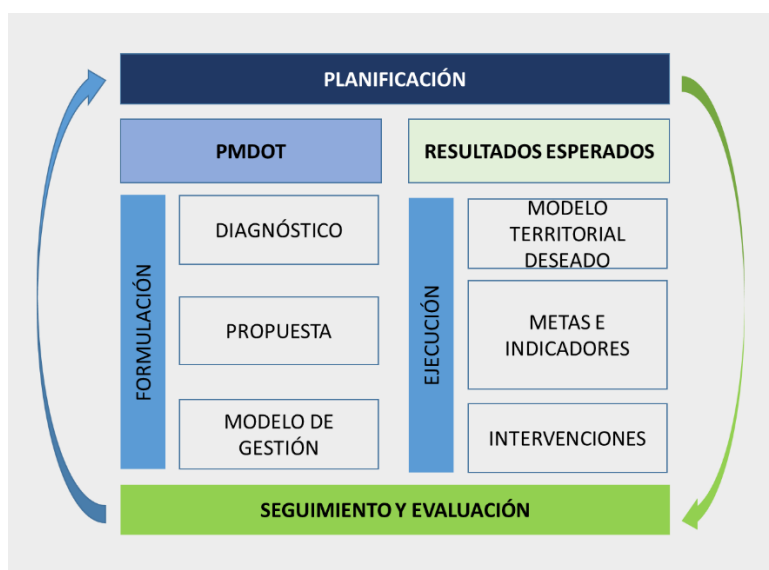 PLANIFICACIÓN
PMDOT
RESULTADOS ESPERADOS
FORMULACIÓN
DIAGNÓSTICO
PROPUESTA
MODELO DE
GESTIÓN
EJECUCIÓN
MODELO
TERRITORIAL
DESEADO
METAS E
INDICADORES
INTERVENCIONES
SEGUIMIENTO Y EVALUACIÓN